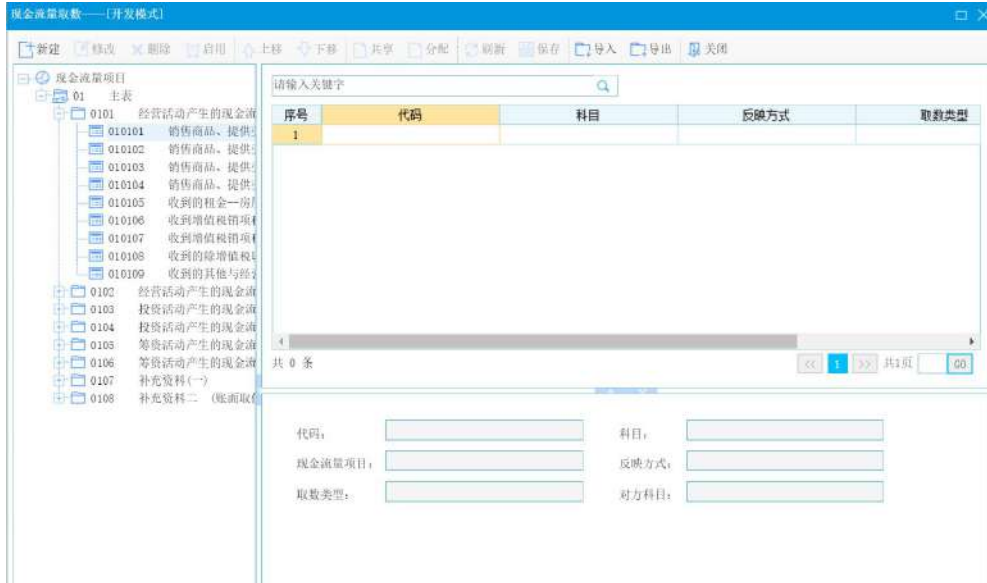 现金流量取数——[开发模式]
新建 修改 删除 启用 上移 下移 共享 分配 刷新 保存 导入 导出 关闭
现金流量项目
01 主表
0101 经营活动产生的现金流
010101 销售商品、提供
010102 销售商品、提供
010103 销售商品、提供
010104 销售商品、提供
010105 收到的租金—房
010106 收到增值税销项
010107 收到增值税销项
010108 收到的除增值税
010109 收到的其他与经
0102 经营活动产生的现金流
0103 投资活动产生的现金流
0104 投资活动产生的现金流
0105 筹资活动产生的现金流
0106 筹资活动产生的现金流
0107 补充资料(一)
0108 补充资料二 (账面取
请输入关键字
序号 代码 科目 反映方式 取数类型
1
共 0 条
<< 1 >> 共1页 GO
代码: 科目:
现金流量项目: 反映方式:
取数类型: 对方科目: